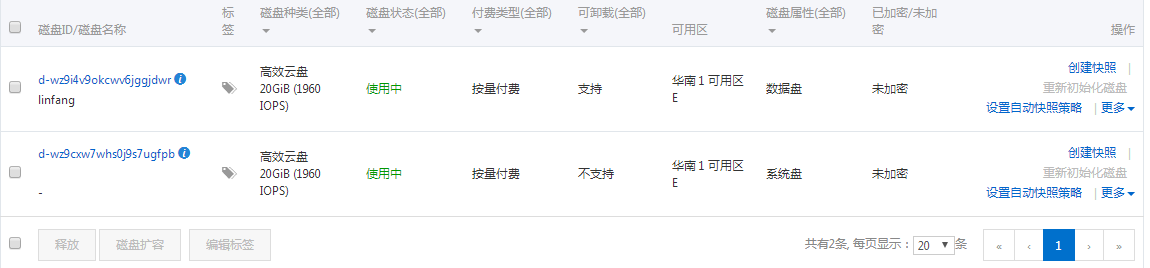 磁盘ID/磁盘名称 标签 磁盘种类(全部) 磁盘状态(全部) 付费类型(全部) 可卸载(全部) 可用区 磁盘属性(全部) 已加密/未加密 操作
d-wz9i4v9okcwv6jggjdwr
linfang
高效云盘
20GiB (1960
IOPS)
使用中
按量付费
支持
华南 1 可用区
E
数据盘
未加密
创建快照 |
重新初始化磁盘
设置自动快照策略 | 更多
d-wz9cxw7whs0j9s7ugfpb
-
高效云盘
20GiB (1960
IOPS)
使用中
按量付费
不支持
华南 1 可用区
E
系统盘
未加密
创建快照 |
重新初始化磁盘
设置自动快照策略 | 更多
释放 磁盘扩容 编辑标签 共有2条, 每页显示：20条 « ‹ 1 › »